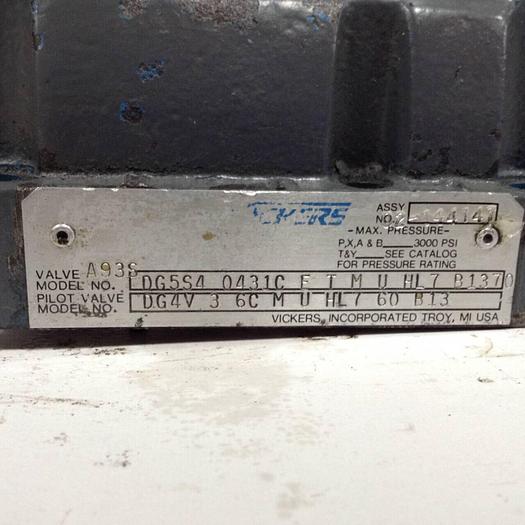 VICKERS
ASSY
NO.
-MAX. PRESSURE-
P,X,A & B 3000 PSI
T&Y SEE CATALOG
FOR PRESSURE RATING
VALVE A93S
MODEL NO. DG5S4 0431C E T M U HL7 B1370
PILOT VALVE
MODEL NO. DG4V 3 6C M U HL7 60 B13
VICKERS, INCORPORATED TROY, MI USA